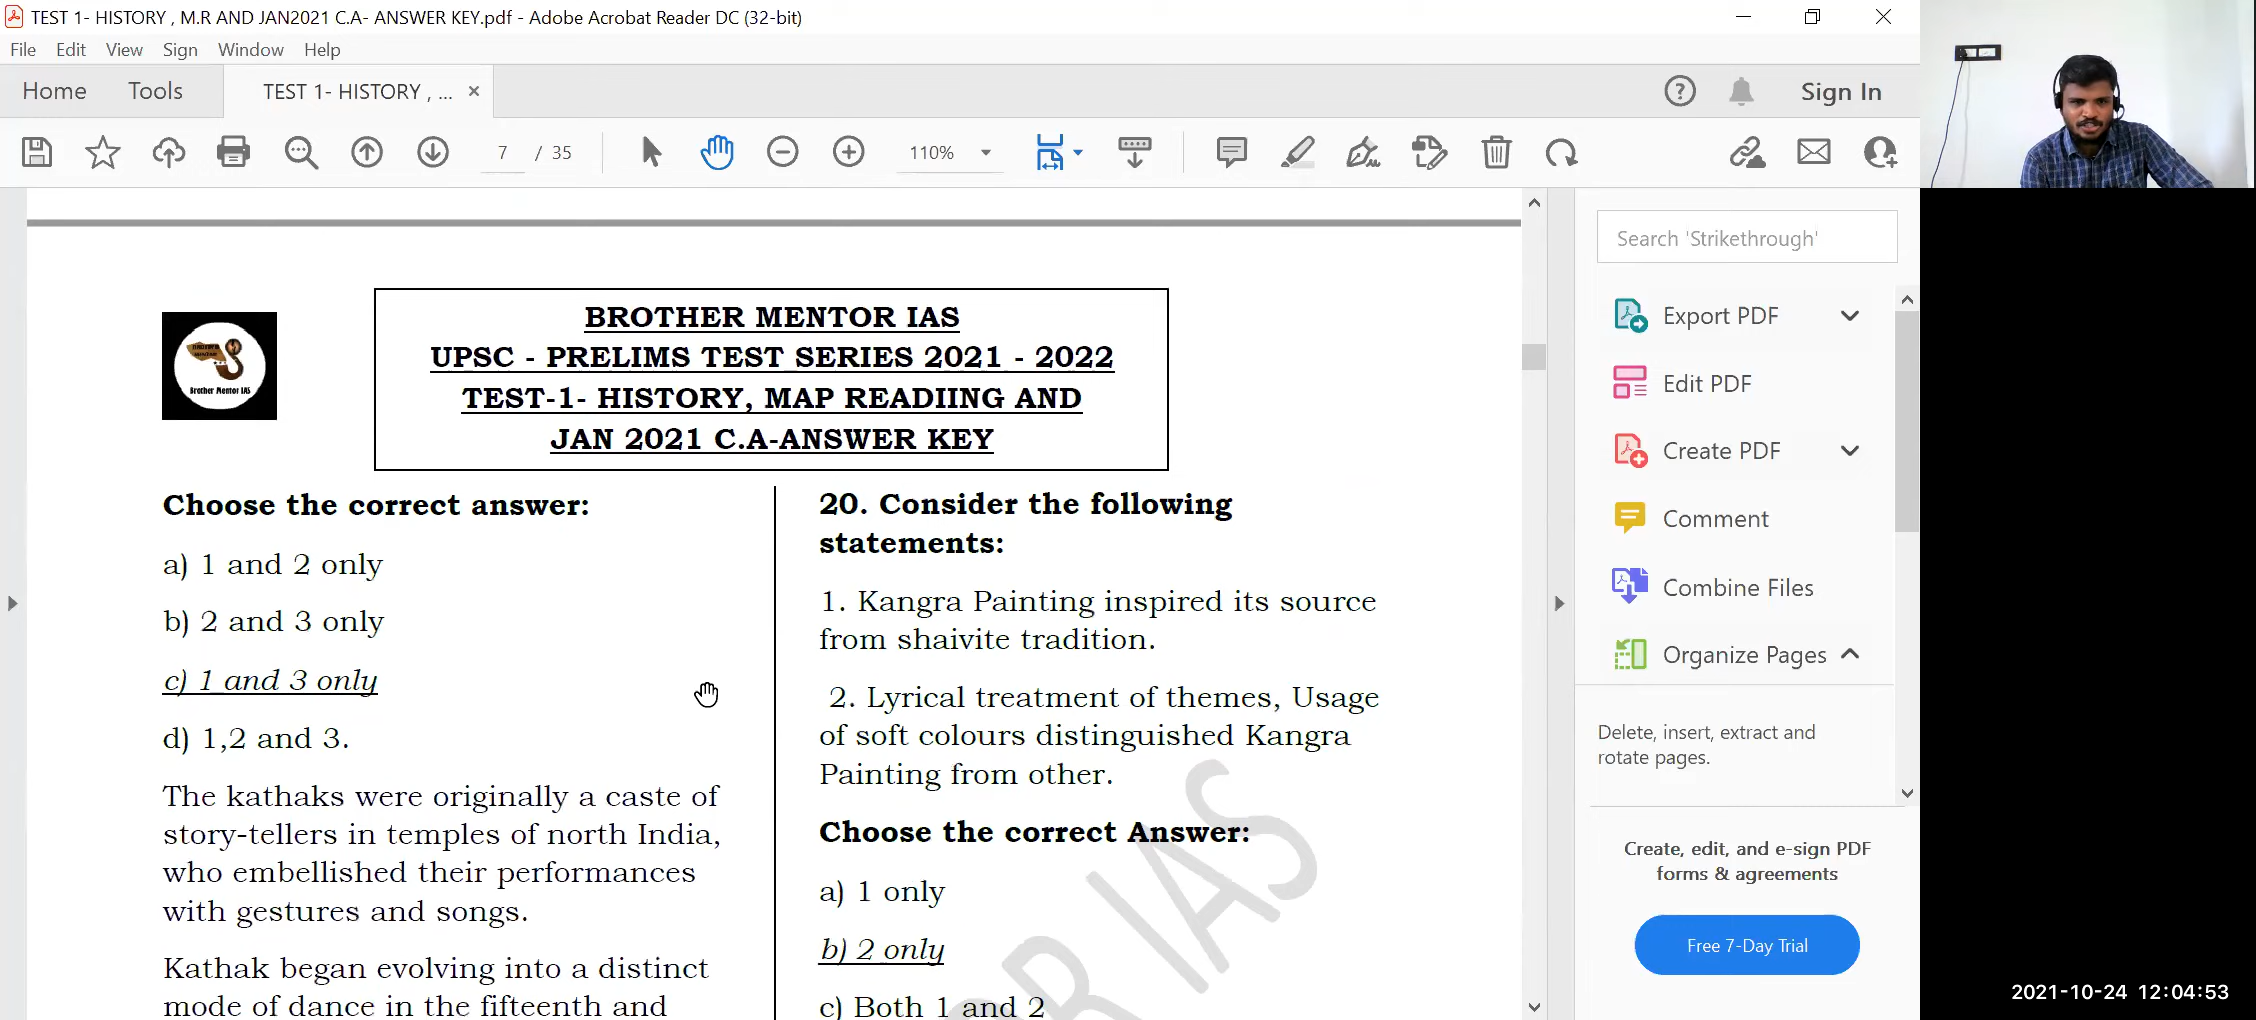 TEST 1- HISTORY , M.R AND JAN2021 C.A- ANSWER KEY.pdf - Adobe Acrobat Reader DC (32-bit)
File Edit View Sign Window Help
Home Tools TEST 1- HISTORY , ... × Sign In
7 / 35 110%
BROTHER MENTOR IAS
UPSC - PRELIMS TEST SERIES 2021 - 2022
TEST-1- HISTORY, MAP READIING AND
JAN 2021 C.A-ANSWER KEY
Brother Mentor IAS
Choose the correct answer:
a) 1 and 2 only
b) 2 and 3 only
c) 1 and 3 only
d) 1,2 and 3.
The kathaks were originally a caste of
story-tellers in temples of north India,
who embellished their performances
with gestures and songs.
Kathak began evolving into a distinct
mode of dance in the fifteenth and
20. Consider the following
statements:
1. Kangra Painting inspired its source
from shaivite tradition.
2. Lyrical treatment of themes, Usage
of soft colours distinguished Kangra
Painting from other.
Choose the correct Answer:
a) 1 only
b) 2 only
c) Both 1 and 2
OR IAS
Search 'Strikethrough'
Export PDF
Edit PDF
Create PDF
Comment
Combine Files
Organize Pages
Delete, insert, extract and
rotate pages.
Create, edit, and e-sign PDF
forms & agreements
Free 7-Day Trial
2021-10-24 12:04:53